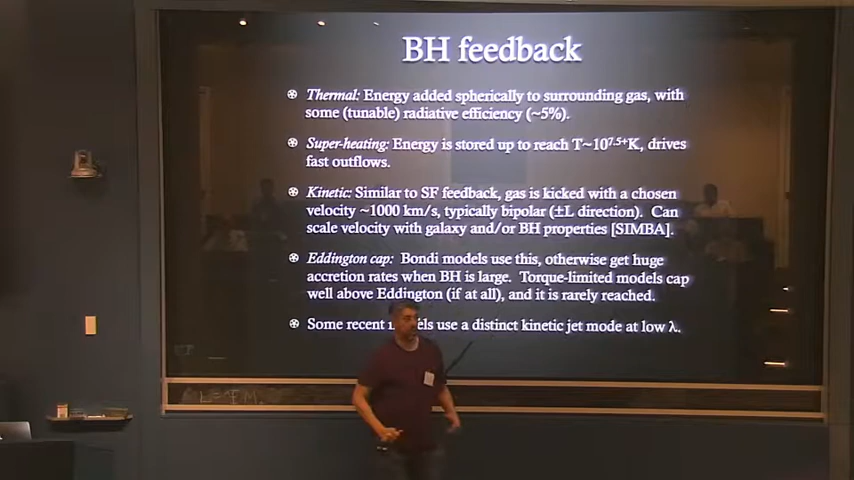 BH feedback
Thermal: Energy added spherically to surrounding gas, with
some (tunable) radiative efficiency (~5%).
Super-heating: Energy is stored up to reach T~10⁷·⁵⁺K, drives
fast outflows.
Kinetic: Similar to SF feedback, gas is kicked with a chosen
velocity ~1000 km/s, typically bipolar (±L direction). Can
scale velocity with galaxy and/or BH properties [SIMBA].
Eddington cap: Bondi models use this, otherwise get huge
accretion rates when BH is large. Torque-limited models cap
well above Eddington (if at all), and it is rarely reached.
Some recent use a distinct kinetic jet mode at low λ.